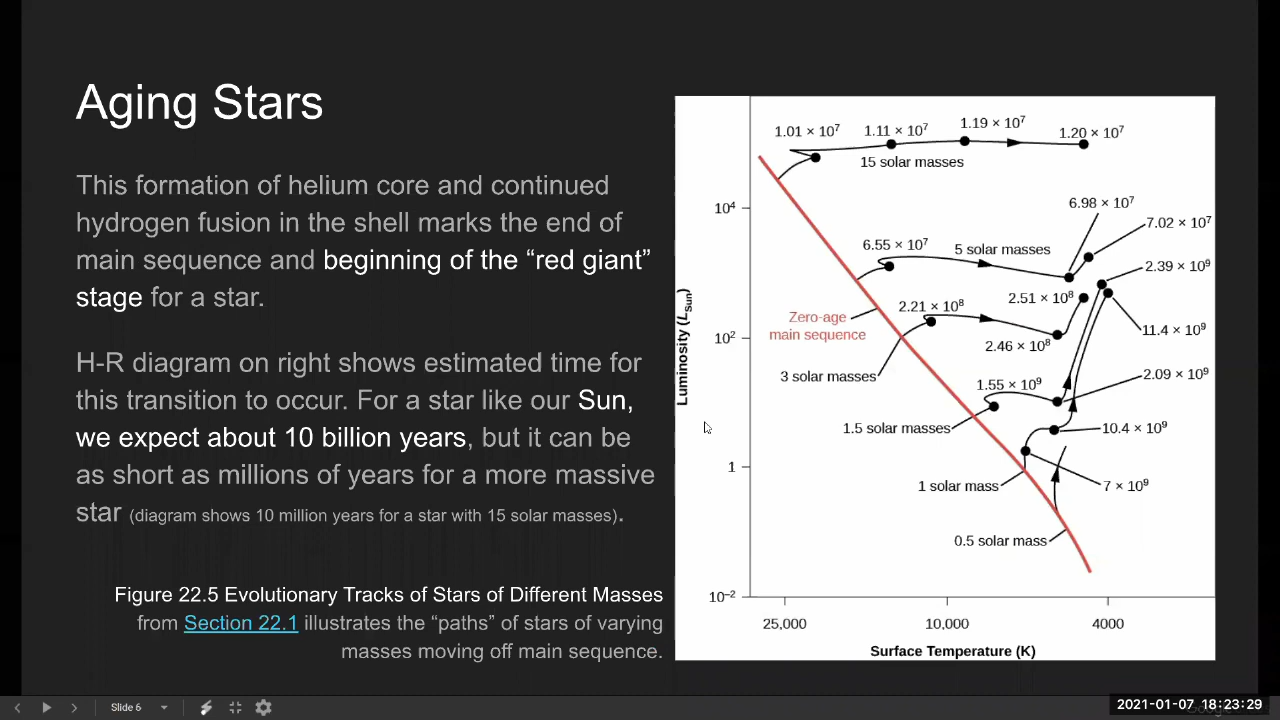 Aging Stars
This formation of helium core and continued
hydrogen fusion in the shell marks the end of
main sequence and beginning of the “red giant”
stage for a star.
H-R diagram on right shows estimated time for
this transition to occur. For a star like our Sun,
we expect about 10 billion years, but it can be
as short as millions of years for a more massive
star (diagram shows 10 million years for a star with 15 solar masses).
Figure 22.5 Evolutionary Tracks of Stars of Different Masses
from Section 22.1 illustrates the “paths” of stars of varying
masses moving off main sequence.
1.01 × 10⁷
1.11 × 10⁷
1.19 × 10⁷
1.20 × 10⁷
15 solar masses
10⁴
6.98 × 10⁷
7.02 × 10⁷
6.55 × 10⁷
5 solar masses
2.39 × 10⁹
2.21 × 10⁸
2.51 × 10⁸
Zero-age
main sequence
11.4 × 10⁹
10²
2.46 × 10⁸
3 solar masses
1.55 × 10⁹
2.09 × 10⁹
1.5 solar masses
10.4 × 10⁹
1
1 solar mass
7 × 10⁹
0.5 solar mass
10⁻²
Luminosity (LSun)
25,000
10,000
4000
Surface Temperature (K)
Slide 6
2021-01-07 18:23:29